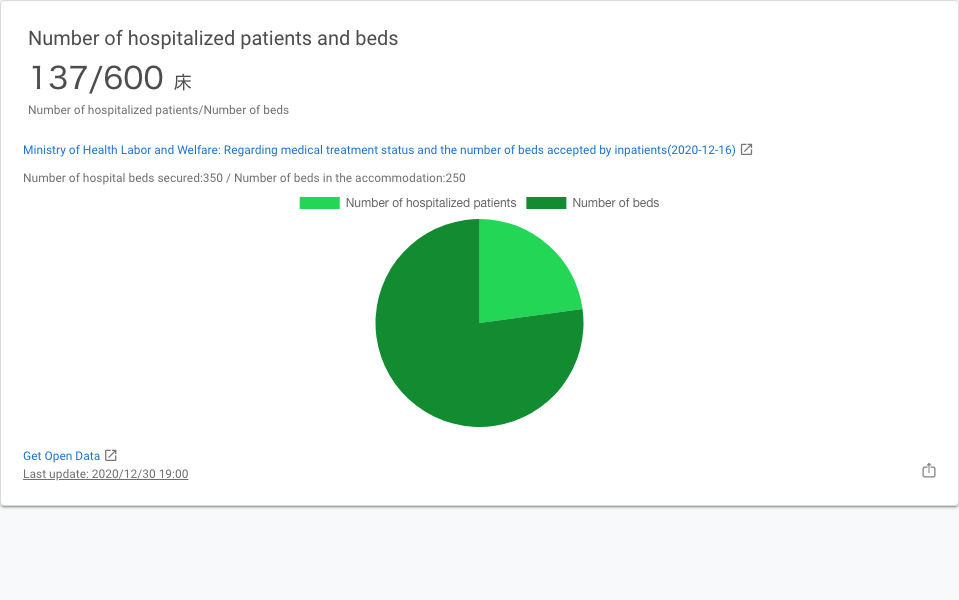 Number of hospitalized patients and beds
137/600 床
Number of hospitalized patients/Number of beds
Ministry of Health Labor and Welfare: Regarding medical treatment status and the number of beds accepted by inpatients(2020-12-16)
Number of hospital beds secured:350 / Number of beds in the accommodation:250
Number of hospitalized patients Number of beds
Get Open Data
Last update: 2020/12/30 19:00